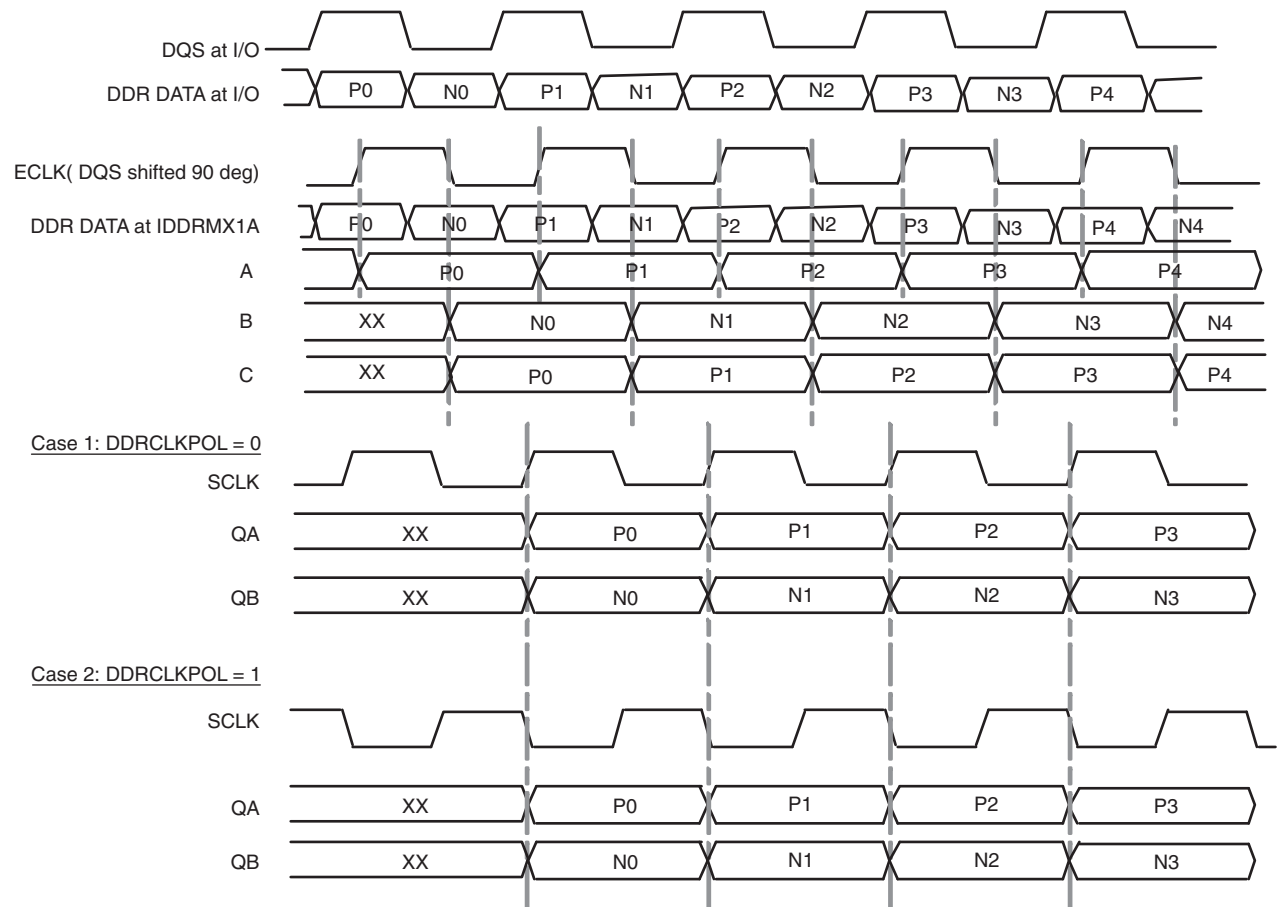 DQS at I/O
DDR DATA at I/O P0 N0 P1 N1 P2 N2 P3 N3 P4
ECLK( DQS shifted 90 deg)
DDR DATA at IDDRMX1A P0 N0 P1 N1 P2 N2 P3 N3 P4 N4
A P0 P1 P2 P3 P4
B XX N0 N1 N2 N3 N4
C XX P0 P1 P2 P3 P4
Case 1: DDRCLKPOL = 0
SCLK
QA XX P0 P1 P2 P3
QB XX N0 N1 N2 N3
Case 2: DDRCLKPOL = 1
SCLK
QA XX P0 P1 P2 P3
QB XX N0 N1 N2 N3